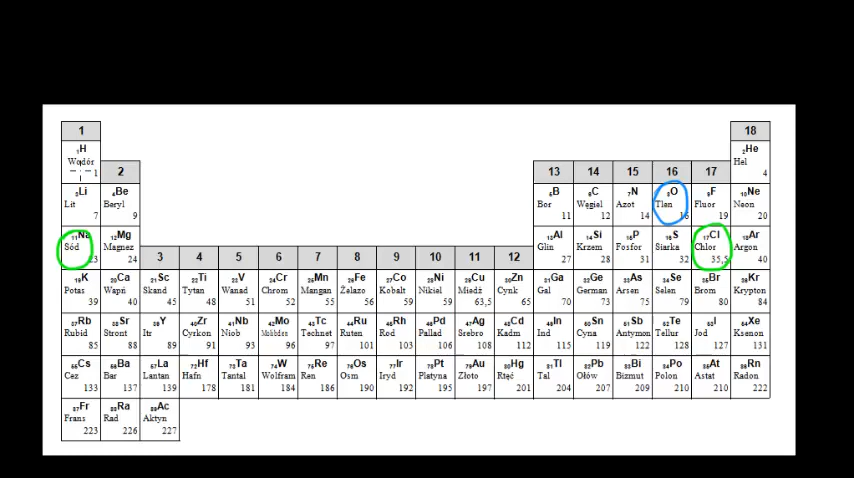 1 18
₁H ₂He
Wodór Hel
1 4
2 13 14 15 16 17
₃Li ₄Be ₅B ₆C ₇N ₈O ₉F ₁₀Ne
Lit Beryl Bor Węgiel Azot Tlen Fluor Neon
7 9 11 12 14 16 19 20
₁₁Na ₁₂Mg ₁₃Al ₁₄Si ₁₅P ₁₆S ₁₇Cl ₁₈Ar
Sód Magnez Glin Krzem Fosfor Siarka Chlor Argon
23 24 27 28 31 32 35,5 40
3 4 5 6 7 8 9 10 11 12
₁₉K ₂₀Ca ₂₁Sc ₂₂Ti ₂₃V ₂₄Cr ₂₅Mn ₂₆Fe ₂₇Co ₂₈Ni ₂₉Cu ₃₀Zn ₃₁Ga ₃₂Ge ₃₃As ₃₄Se ₃₅Br ₃₆Kr
Potas Wapń Skand Tytan Wanad Chrom Mangan Żelazo Kobalt Nikiel Miedź Cynk Gal German Arsen Selen Brom Krypton
39 40 45 48 51 52 55 56 59 59 63,5 65 70 73 75 79 80 84
₃₇Rb ₃₈Sr ₃₉Y ₄₀Zr ₄₁Nb ₄₂Mo ₄₃Tc ₄₄Ru ₄₅Rh ₄₆Pd ₄₇Ag ₄₈Cd ₄₉In ₅₀Sn ₅₁Sb ₅₂Te ₅₃I ₅₄Xe
Rubid Stront Itr Cyrkon Niob Molibden Technet Ruten Rod Pallad Srebro Kadm Ind Cyna Antymon Tellur Jod Ksenon
85 88 89 91 93 96 97 101 103 106 108 112 115 119 122 128 127 131
₅₅Cs ₅₆Ba ₅₇La ₇₂Hf ₇₃Ta ₇₄W ₇₅Re ₇₆Os ₇₇Ir ₇₈Pt ₇₉Au ₈₀Hg ₈₁Tl ₈₂Pb ₈₃Bi ₈₄Po ₈₅At ₈₆Rn
Cez Bar Lantan Hafn Tantal Wolfram Ren Osm Iryd Platyna Złoto Rtęć Tal Ołów Bizmut Polon Astat Radon
133 137 139 178 181 184 186 190 192 195 197 201 204 207 209 210 210 222
₈₇Fr ₈₈Ra ₈₉Ac
Frans Rad Aktyn
223 226 227